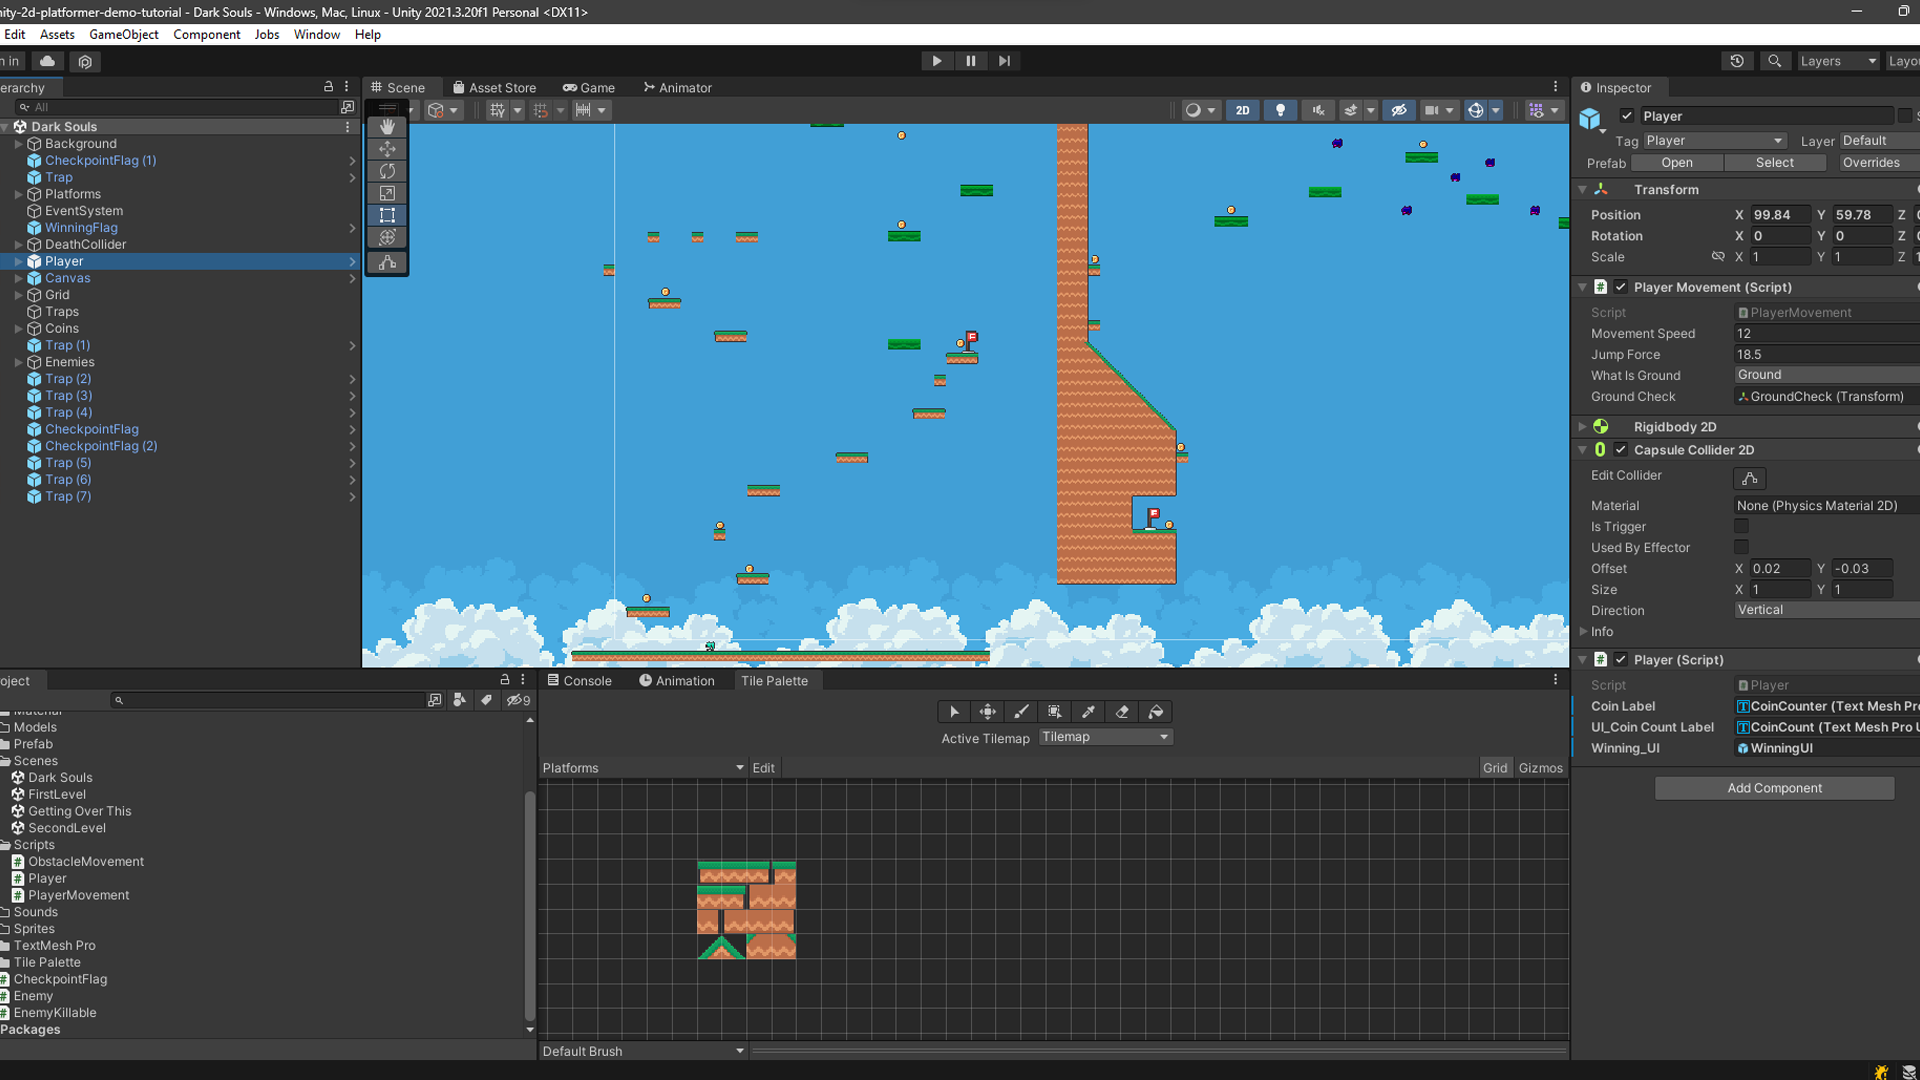 nity-2d-platformer-demo-tutorial - Dark Souls - Windows, Mac, Linux - Unity 2021.3.20f1 Personal <DX11>
Edit Assets GameObject Component Jobs Window Help
n in
Layers
Layou
erarchy
All
Dark Souls
Background
CheckpointFlag (1)
Trap
Platforms
EventSystem
WinningFlag
DeathCollider
Player
Canvas
Grid
Traps
Coins
Trap (1)
Enemies
Trap (2)
Trap (3)
Trap (4)
CheckpointFlag
CheckpointFlag (2)
Trap (5)
Trap (6)
Trap (7)
Scene Asset Store Game Animator
2D
Inspector
Player S
Tag Player Layer Default
Prefab Open Select Overrides
Transform
Position X 99.84 Y 59.78 Z 0
Rotation X 0 Y 0 Z 0
Scale X 1 Y 1 Z 1
Player Movement (Script)
Script PlayerMovement
Movement Speed 12
Jump Force 18.5
What Is Ground Ground
Ground Check GroundCheck (Transform)
Rigidbody 2D
Capsule Collider 2D
Edit Collider
Material None (Physics Material 2D)
Is Trigger
Used By Effector
Offset X 0.02 Y -0.03
Size X 1 Y 1
Direction Vertical
Info
Player (Script)
Script Player
Coin Label CoinCounter (Text Mesh Pro
UI_Coin Count Label CoinCount (Text Mesh Pro U
Winning_UI WinningUI
Add Component
oject
9
Material
Models
Prefab
Scenes
Dark Souls
FirstLevel
Getting Over This
SecondLevel
Scripts
ObstacleMovement
Player
PlayerMovement
Sounds
Sprites
TextMesh Pro
Tile Palette
CheckpointFlag
Enemy
EnemyKillable
Packages
Console Animation Tile Palette
Active Tilemap Tilemap
Platforms Edit Grid Gizmos
Default Brush